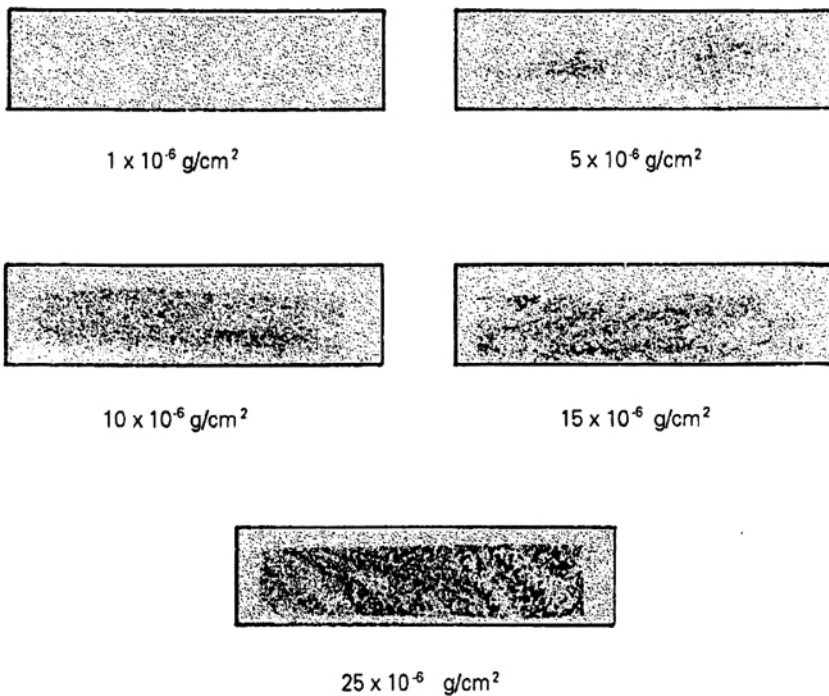 1 x 10⁻⁶ g/cm²
5 x 10⁻⁶ g/cm²
10 x 10⁻⁶ g/cm²
15 x 10⁻⁶ g/cm²
25 x 10⁻⁶ g/cm²